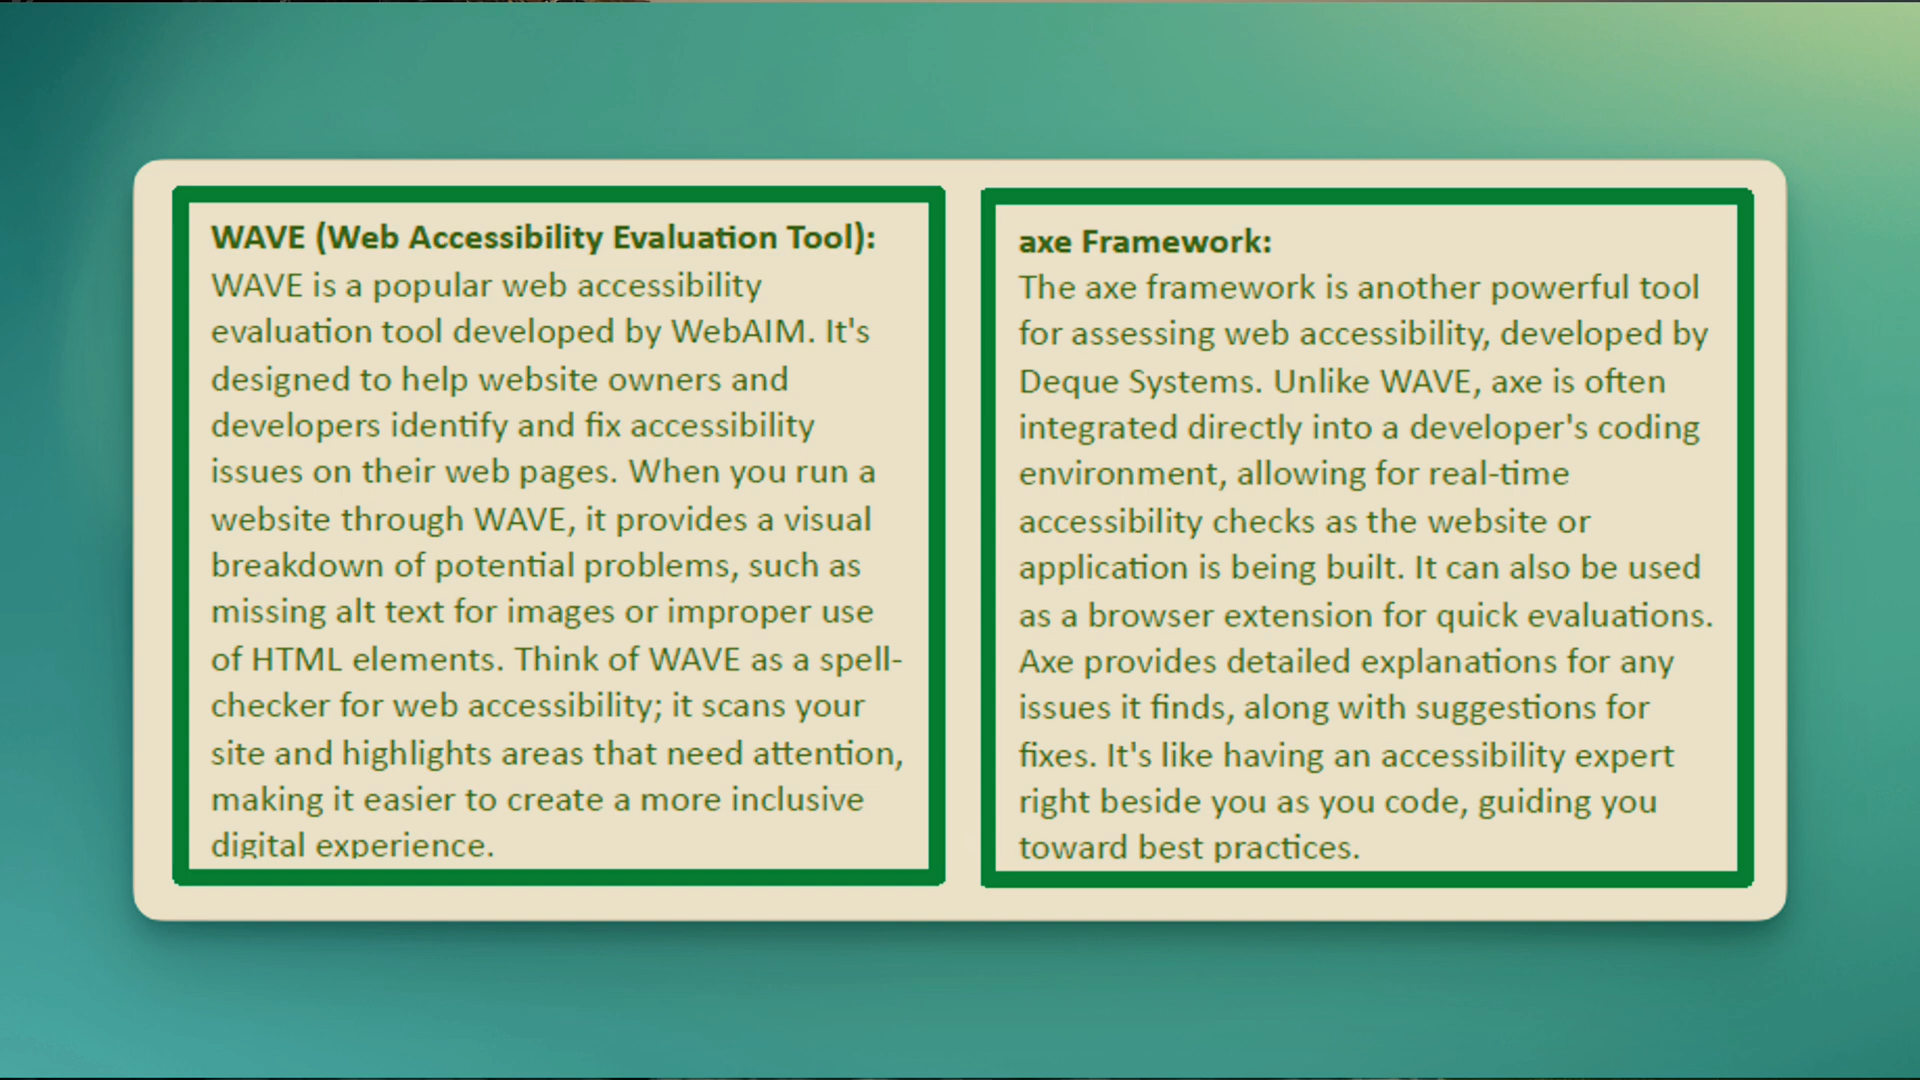 WAVE (Web Accessibility Evaluation Tool):
WAVE is a popular web accessibility
evaluation tool developed by WebAIM. It's
designed to help website owners and
developers identify and fix accessibility
issues on their web pages. When you run a
website through WAVE, it provides a visual
breakdown of potential problems, such as
missing alt text for images or improper use
of HTML elements. Think of WAVE as a spell-
checker for web accessibility; it scans your
site and highlights areas that need attention,
making it easier to create a more inclusive
digital experience.
axe Framework:
The axe framework is another powerful tool
for assessing web accessibility, developed by
Deque Systems. Unlike WAVE, axe is often
integrated directly into a developer's coding
environment, allowing for real-time
accessibility checks as the website or
application is being built. It can also be used
as a browser extension for quick evaluations.
Axe provides detailed explanations for any
issues it finds, along with suggestions for
fixes. It's like having an accessibility expert
right beside you as you code, guiding you
toward best practices.